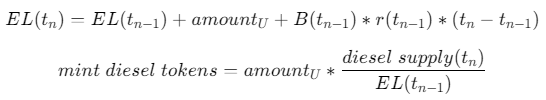 EL(t_n) = EL(t_{n-1}) + amount_U + B(t_{n-1}) * r(t_{n-1}) * (t_n - t_{n-1})
mint diesel tokens = amount_U * \frac{diesel supply(t_n)}{EL(t_{n-1})}